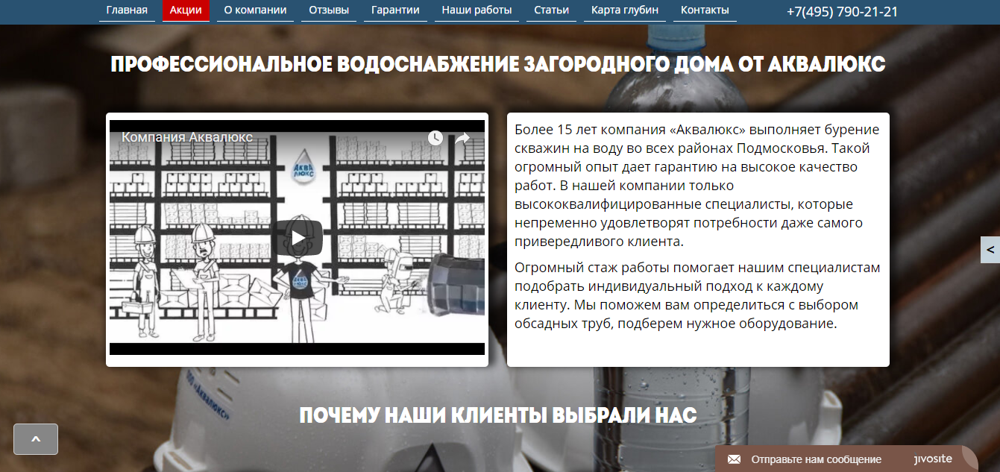 Главная Акции О компании Отзывы Гарантии Наши работы Статьи Карта глубин Контакты +7(495) 790-21-21
ПРОФЕССИОНАЛЬНОЕ ВОДОСНАБЖЕНИЕ ЗАГОРОДНОГО ДОМА ОТ АКВАЛЮКС
Компания Аквалюкс
АКВА
ЛЮКС
АКВА
ЛЮКС
Более 15 лет компания «Аквалюкс» выполняет бурение
скважин на воду во всех районах Подмосковья. Такой
огромный опыт дает гарантию на высокое качество
работ. В нашей компании только
высококвалифицированные специалисты, которые
непременно удовлетворят потребности даже самого
привередливого клиента.
Огромный стаж работы помогает нашим специалистам
подобрать индивидуальный подход к каждому
клиенту. Мы поможем вам определиться с выбором
обсадных труб, подберем нужное оборудование.
<
ООО «АКВАЛЮКС»
ПОЧЕМУ НАШИ КЛИЕНТЫ ВЫБРАЛИ НАС
^
Отправьте нам сообщение jivosite